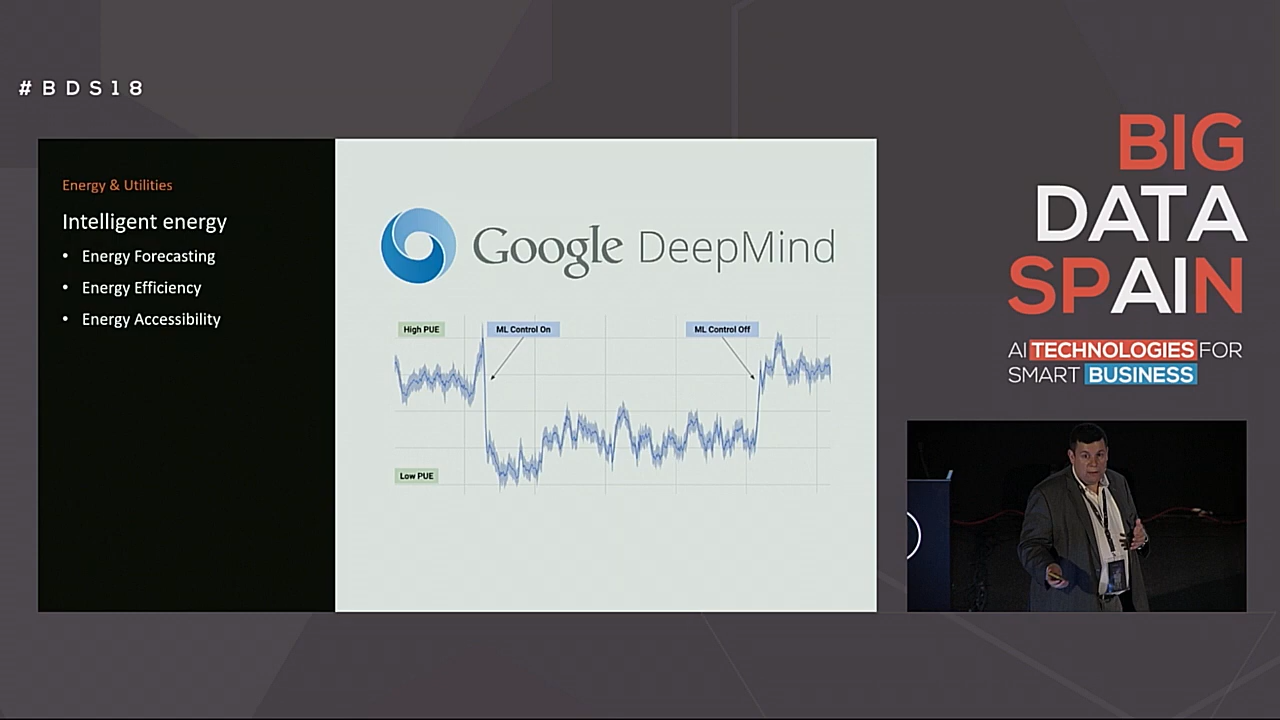 #BDS18
Energy & Utilities
Intelligent energy
• Energy Forecasting
• Energy Efficiency
• Energy Accessibility
Google DeepMind
High PUE
ML Control On
ML Control Off
Low PUE
BIG
DATA
SPAIN
AI TECHNOLOGIES FOR
SMART BUSINESS